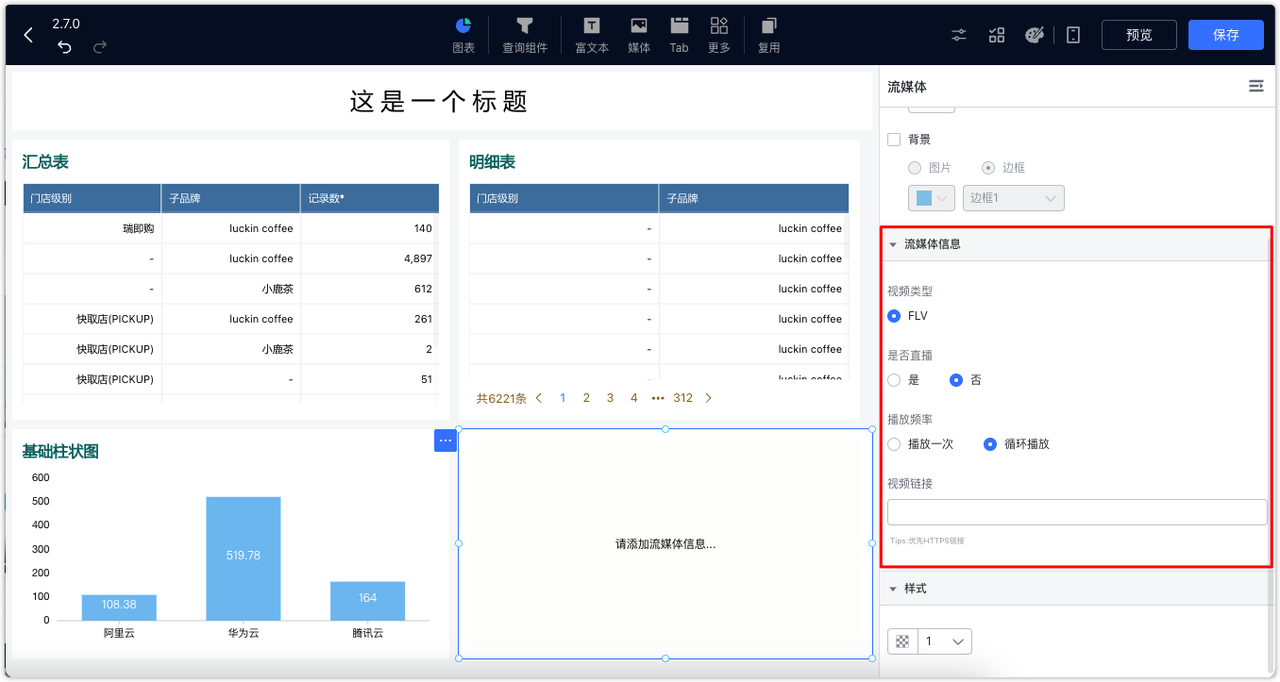 2.7.0
图表
查询组件
富文本
媒体
Tab
更多
复用
预览
保存
这是一个标题
汇总表
门店级别 子品牌 记录数*
瑞即购 luckin coffee 140
- luckin coffee 4,897
- 小鹿茶 612
快取店(PICKUP) luckin coffee 261
快取店(PICKUP) 小鹿茶 2
快取店(PICKUP) - 51
明细表
门店级别 子品牌
- luckin coffee
- luckin coffee
- luckin coffee
- luckin coffee
- luckin coffee
- luckin coffee
共6221条 1 2 3 4 ••• 312
基础柱状图
600
500
400
300
200
100
0
108.38
519.78
164
阿里云 华为云 腾讯云
请添加流媒体信息...
流媒体
背景
图片 边框
边框1
流媒体信息
视频类型
FLV
是否直播
是 否
播放频率
播放一次 循环播放
视频链接
Tips:优先HTTPS链接
样式
1